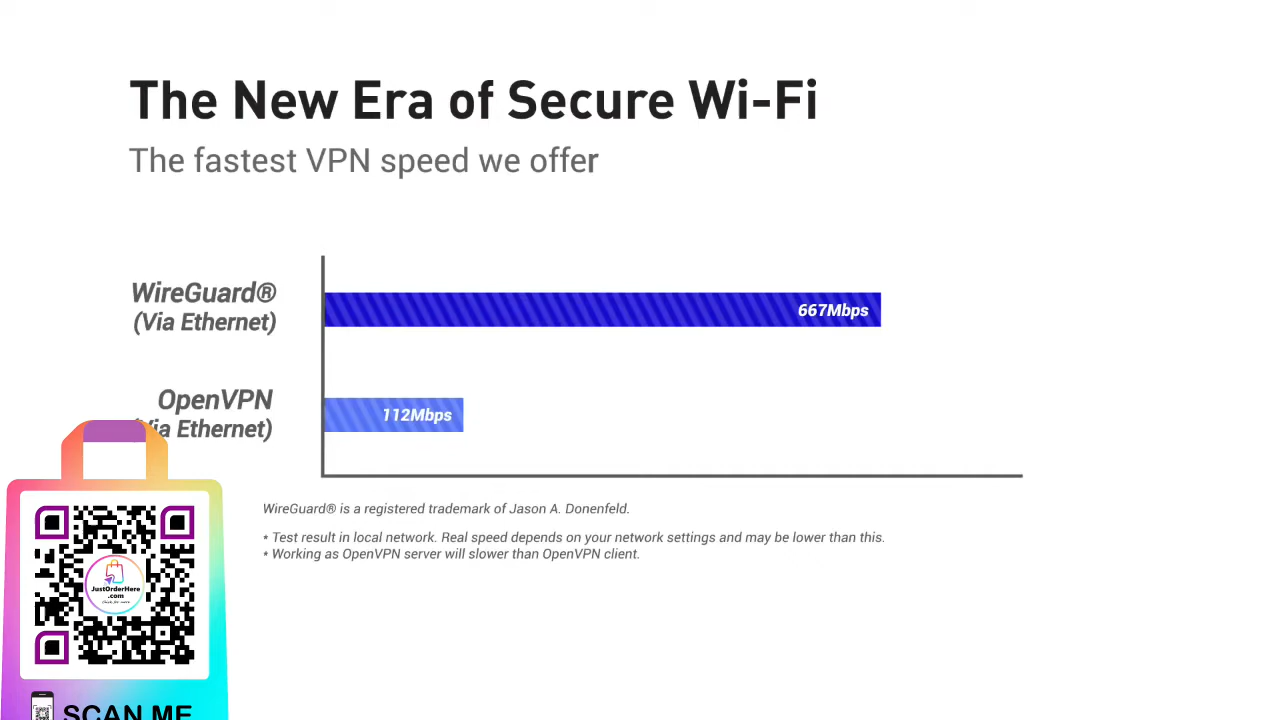 The New Era of Secure Wi-Fi
The fastest VPN speed we offer
WireGuard®
(Via Ethernet)
667Mbps
OpenVPN
(Via Ethernet)
112Mbps
WireGuard® is a registered trademark of Jason A. Donenfeld.
* Test result in local network. Real speed depends on your network settings and may be lower than this.
* Working as OpenVPN server will slower than OpenVPN client.
JustOrderHere
.com
SCAN ME